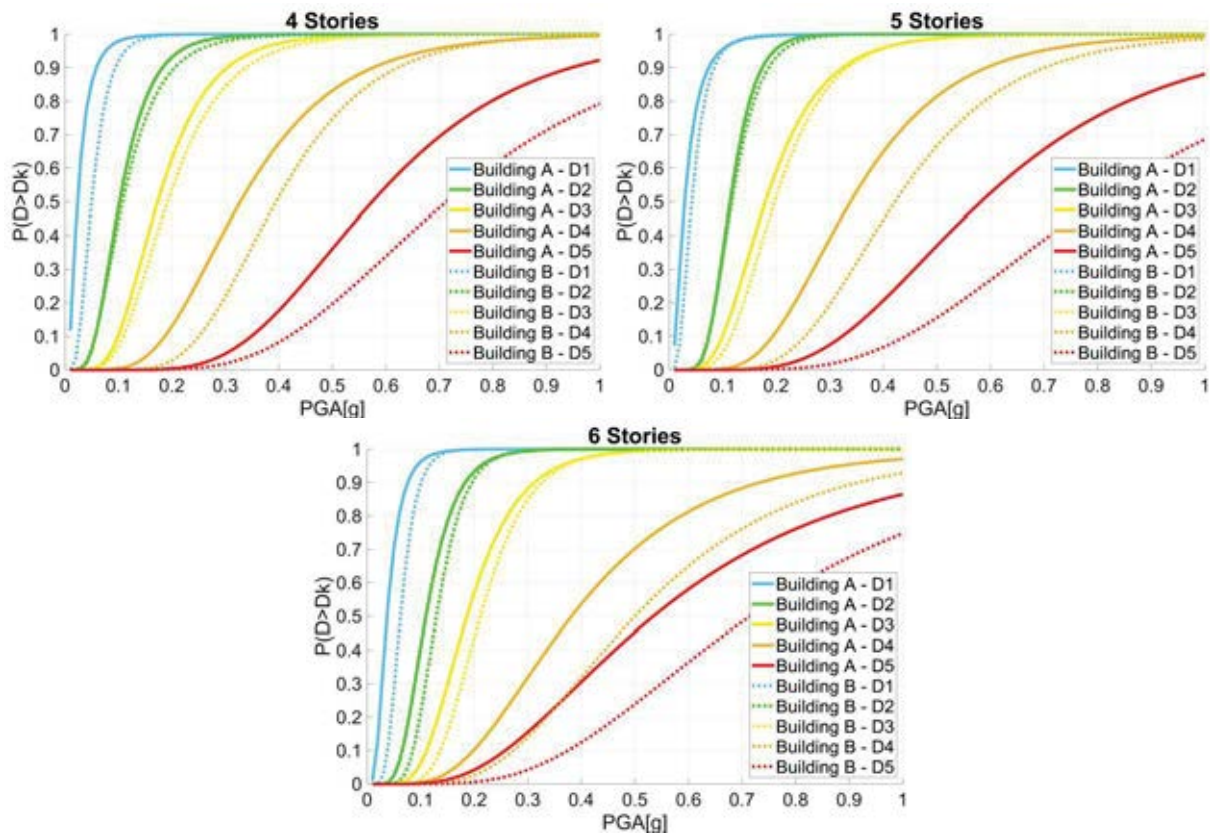 4 Stories
1
0.9
0.8
0.7
0.6
0.5
0.4
0.3
0.2
0.1
0
P(D>Dk)
Building A - D1
Building A - D2
Building A - D3
Building A - D4
Building A - D5
Building B - D1
Building B - D2
Building B - D3
Building B - D4
Building B - D5
0 0.1 0.2 0.3 0.4 0.5 0.6 0.7 0.8 0.9 1
PGA[g]
5 Stories
1
0.9
0.8
0.7
0.6
0.5
0.4
0.3
0.2
0.1
0
P(D>Dk)
Building A - D1
Building A - D2
Building A - D3
Building A - D4
Building A - D5
Building B - D1
Building B - D2
Building B - D3
Building B - D4
Building B - D5
0 0.1 0.2 0.3 0.4 0.5 0.6 0.7 0.8 0.9 1
PGA[g]
6 Stories
1
0.9
0.8
0.7
0.6
0.5
0.4
0.3
0.2
0.1
0
P(D>Dk)
Building A - D1
Building A - D2
Building A - D3
Building A - D4
Building A - D5
Building B - D1
Building B - D2
Building B - D3
Building B - D4
Building B - D5
0 0.1 0.2 0.3 0.4 0.5 0.6 0.7 0.8 0.9 1
PGA[g]